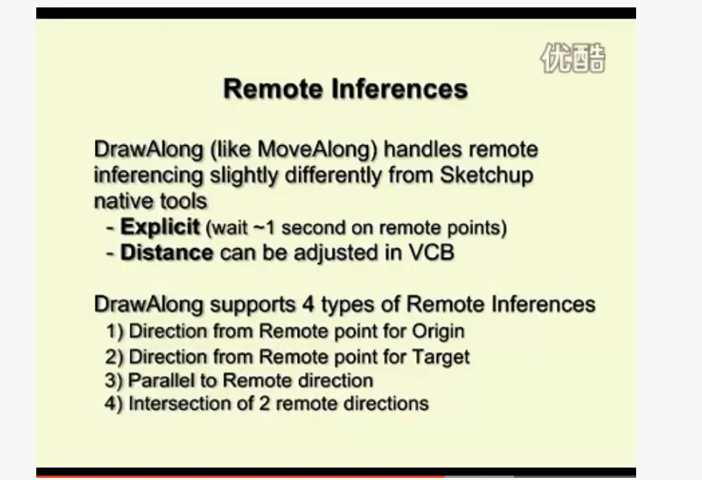 优酷
Remote Inferences
DrawAlong (like MoveAlong) handles remote
inferencing slightly differently from Sketchup
native tools
- Explicit (wait ~1 second on remote points)
- Distance can be adjusted in VCB
DrawAlong supports 4 types of Remote Inferences
1) Direction from Remote point for Origin
2) Direction from Remote point for Target
3) Parallel to Remote direction
4) Intersection of 2 remote directions